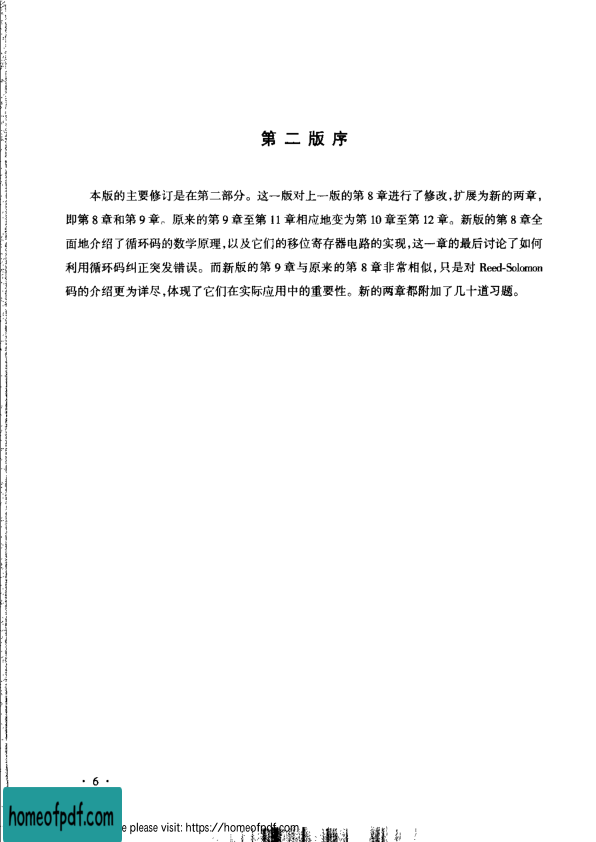 第二版序
本版的主要修订是在第二部分。这一版对上一版的第8章进行了修改,扩展为新的两章,
即第8章和第9章。原来的第9章至第11章相应地变为第10章至第12章。新版的第8章全
面地介绍了循环码的数学原理,以及它们的移位寄存器电路的实现,这一章的最后讨论了如何
利用循环码纠正突发错误。而新版的第9章与原来的第8章非常相似,只是对 Reed-Solomon
码的介绍更为详尽,体现了它们在实际应用中的重要性。新的两章都附加了几十道习题。
· 6 ·
homeofpdf.com
e please visit: https://homeofpdf.com